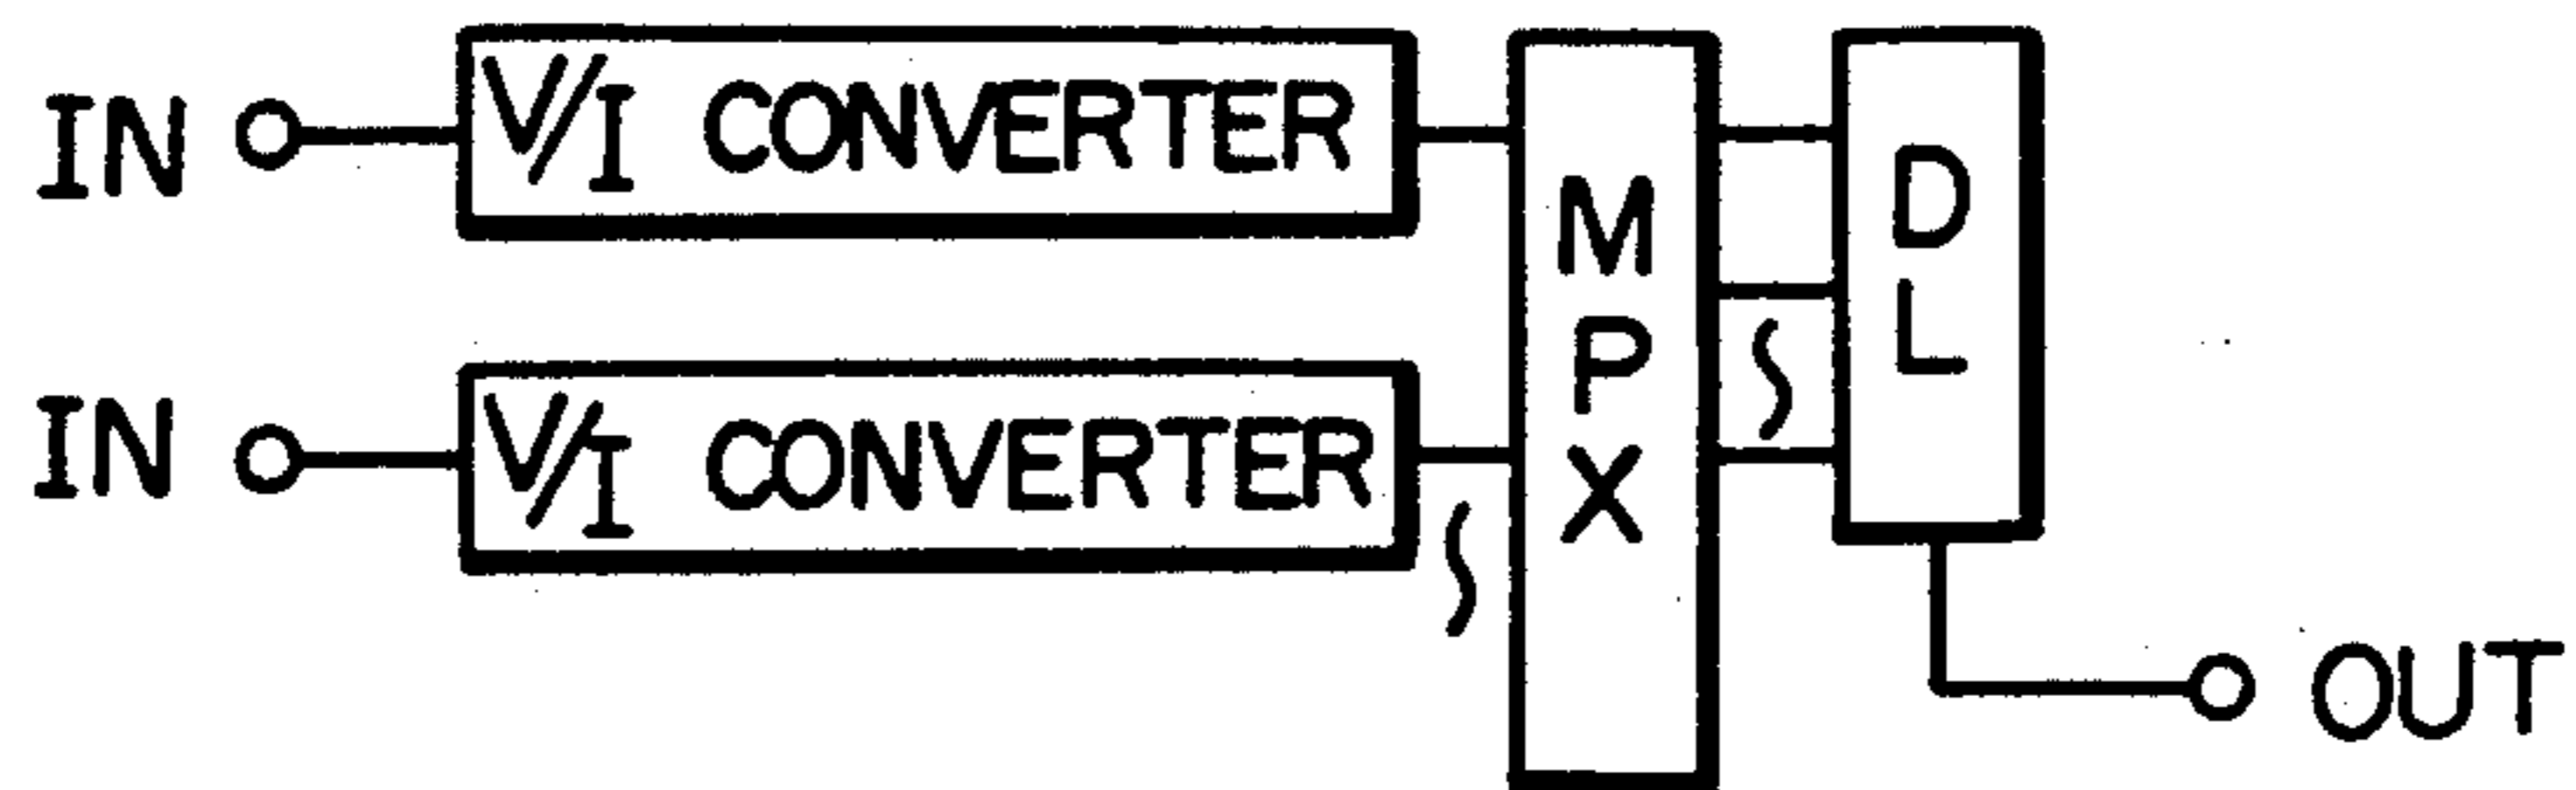 IN
V/I CONVERTER
IN
V/I CONVERTER
MPX
DL
OUT